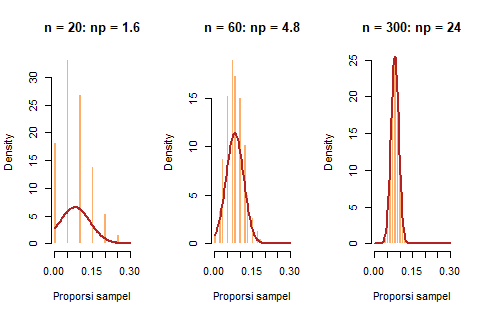 n = 20: np = 1.6
n = 60: np = 4.8
n = 300: np = 24
Density
30
25
20
15
10
5
0
0.00 0.15 0.30
Proporsi sampel
Density
15
10
5
0
0.00 0.15 0.30
Proporsi sampel
Density
25
20
15
10
5
0
0.00 0.15 0.30
Proporsi sampel